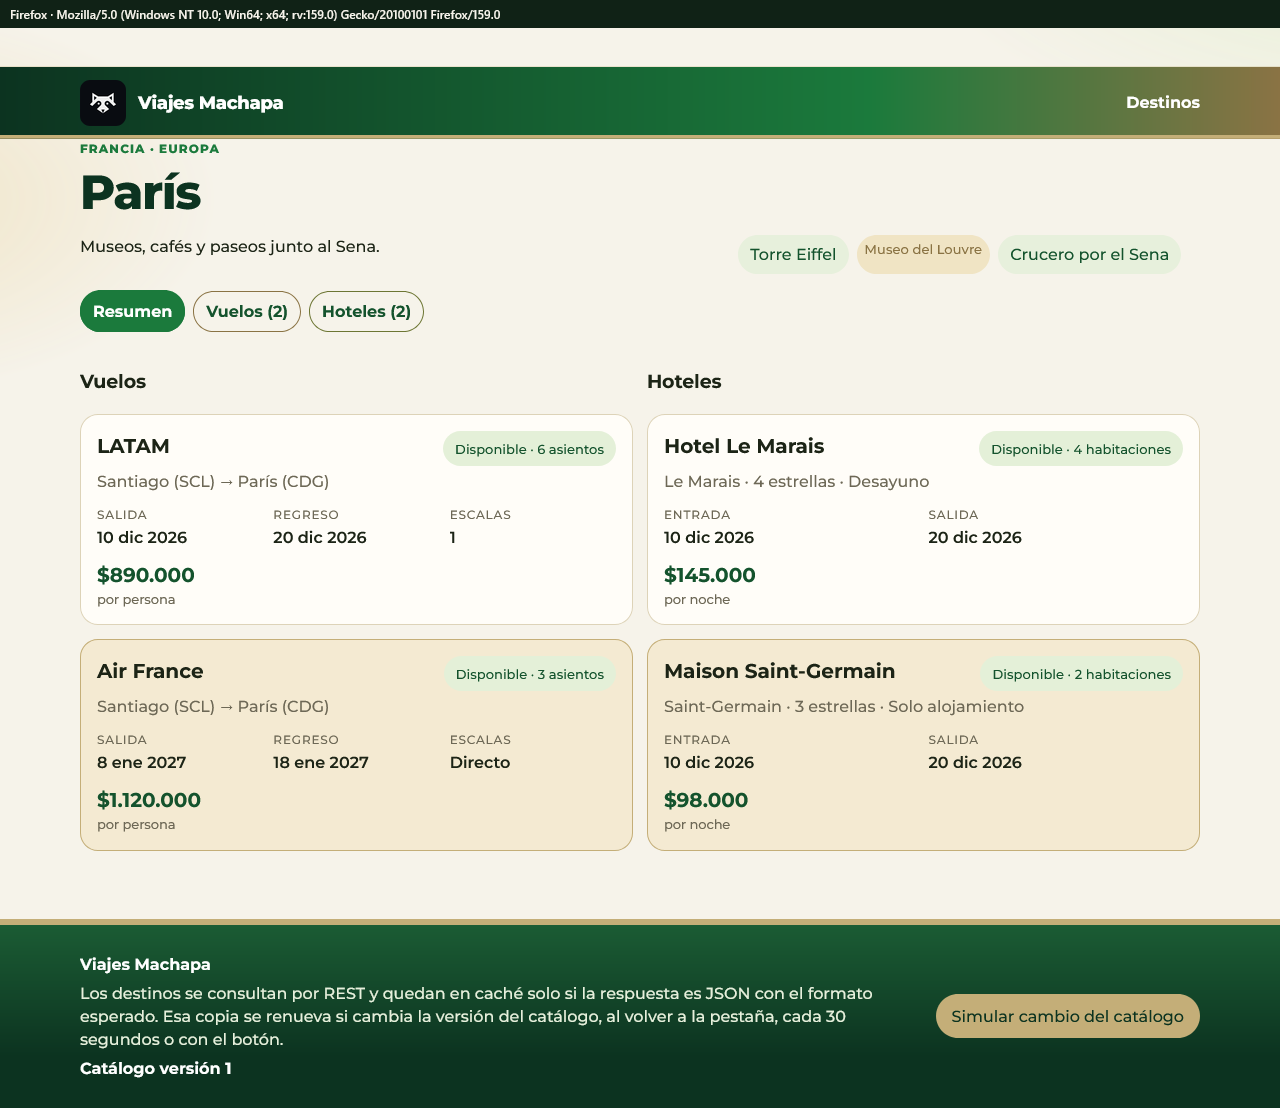 Firefox · Mozilla/5.0 (Windows NT 10.0; Win64; x64; rv:159.0) Gecko/20100101 Firefox/159.0
Viajes Machapa
Destinos
FRANCIA · EUROPA
París
Museos, cafés y paseos junto al Sena.
Torre Eiffel
Museo del Louvre
Crucero por el Sena
Resumen
Vuelos (2)
Hoteles (2)
Vuelos
LATAM
Disponible · 6 asientos
Santiago (SCL) → París (CDG)
SALIDA
REGRESO
ESCALAS
10 dic 2026
20 dic 2026
1
$890.000
por persona
Air France
Disponible · 3 asientos
Santiago (SCL) → París (CDG)
SALIDA
REGRESO
ESCALAS
8 ene 2027
18 ene 2027
Directo
$1.120.000
por persona
Hoteles
Hotel Le Marais
Disponible · 4 habitaciones
Le Marais · 4 estrellas · Desayuno
ENTRADA
SALIDA
10 dic 2026
20 dic 2026
$145.000
por noche
Maison Saint-Germain
Disponible · 2 habitaciones
Saint-Germain · 3 estrellas · Solo alojamiento
ENTRADA
SALIDA
10 dic 2026
20 dic 2026
$98.000
por noche
Viajes Machapa
Los destinos se consultan por REST y quedan en caché solo si la respuesta es JSON con el formato
esperado. Esa copia se renueva si cambia la versión del catálogo, al volver a la pestaña, cada 30
segundos o con el botón.
Catálogo versión 1
Simular cambio del catálogo